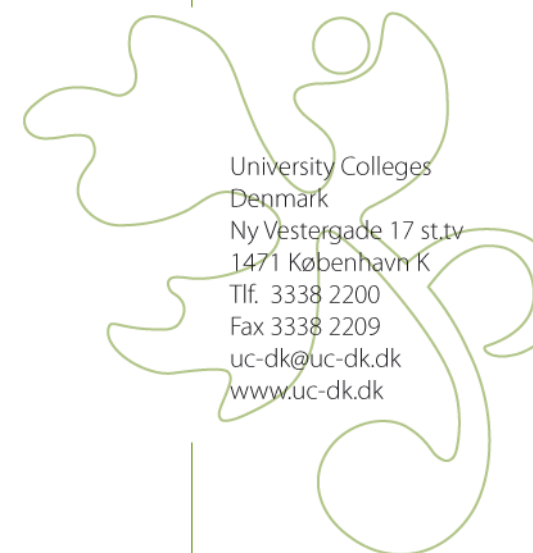 University Colleges
Denmark
Ny Vestergade 17 st.tv
1471 København K
Tlf.  3338 2200
Fax 3338 2209
uc-dk@uc-dk.dk
www.uc-dk.dk